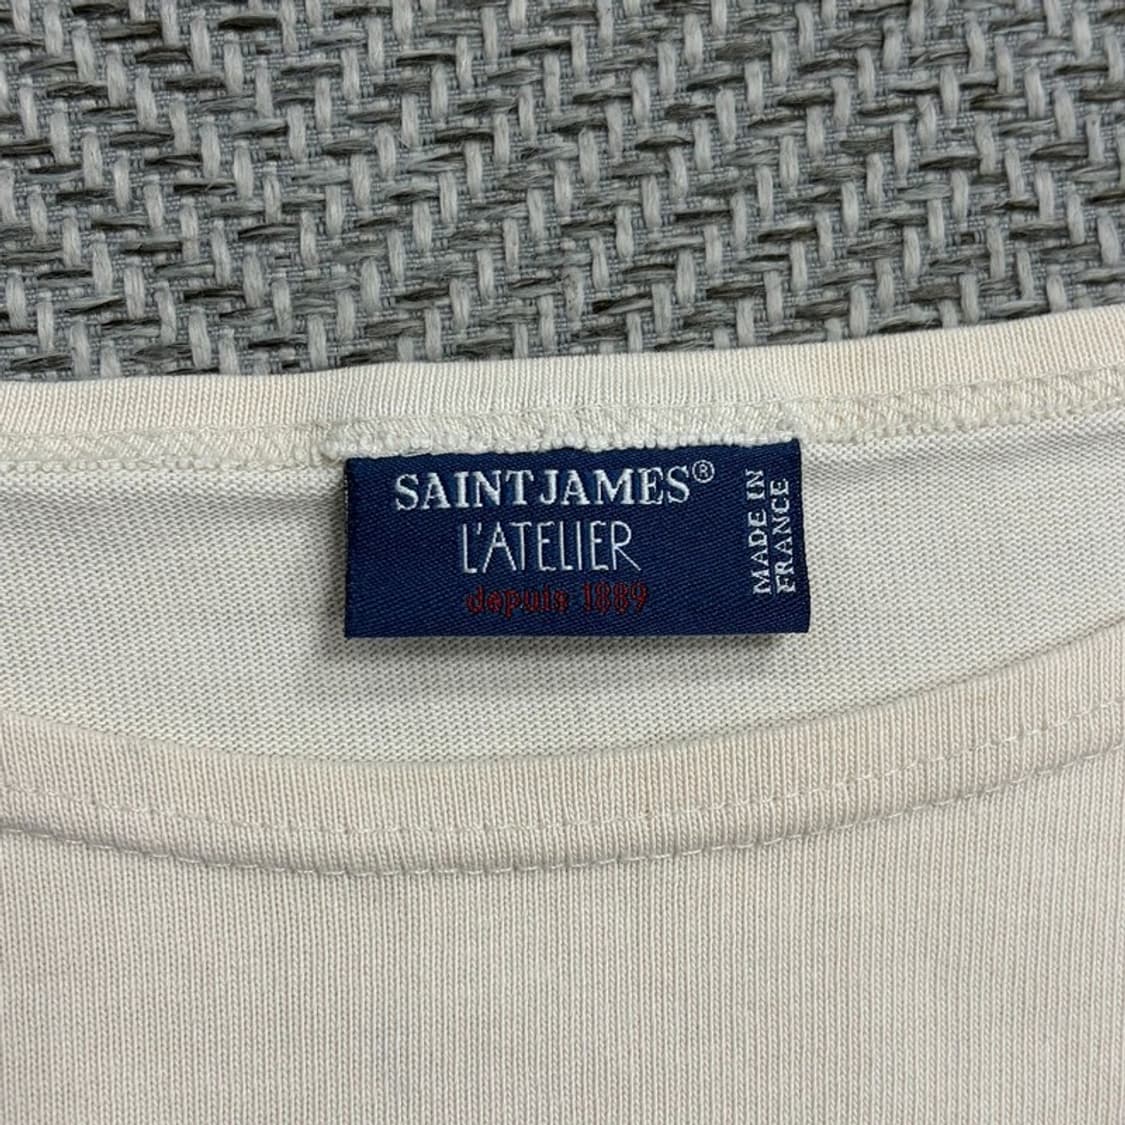 SAINT JAMES®
L'ATELIER
depuis 1889
MADE IN
FRANCE